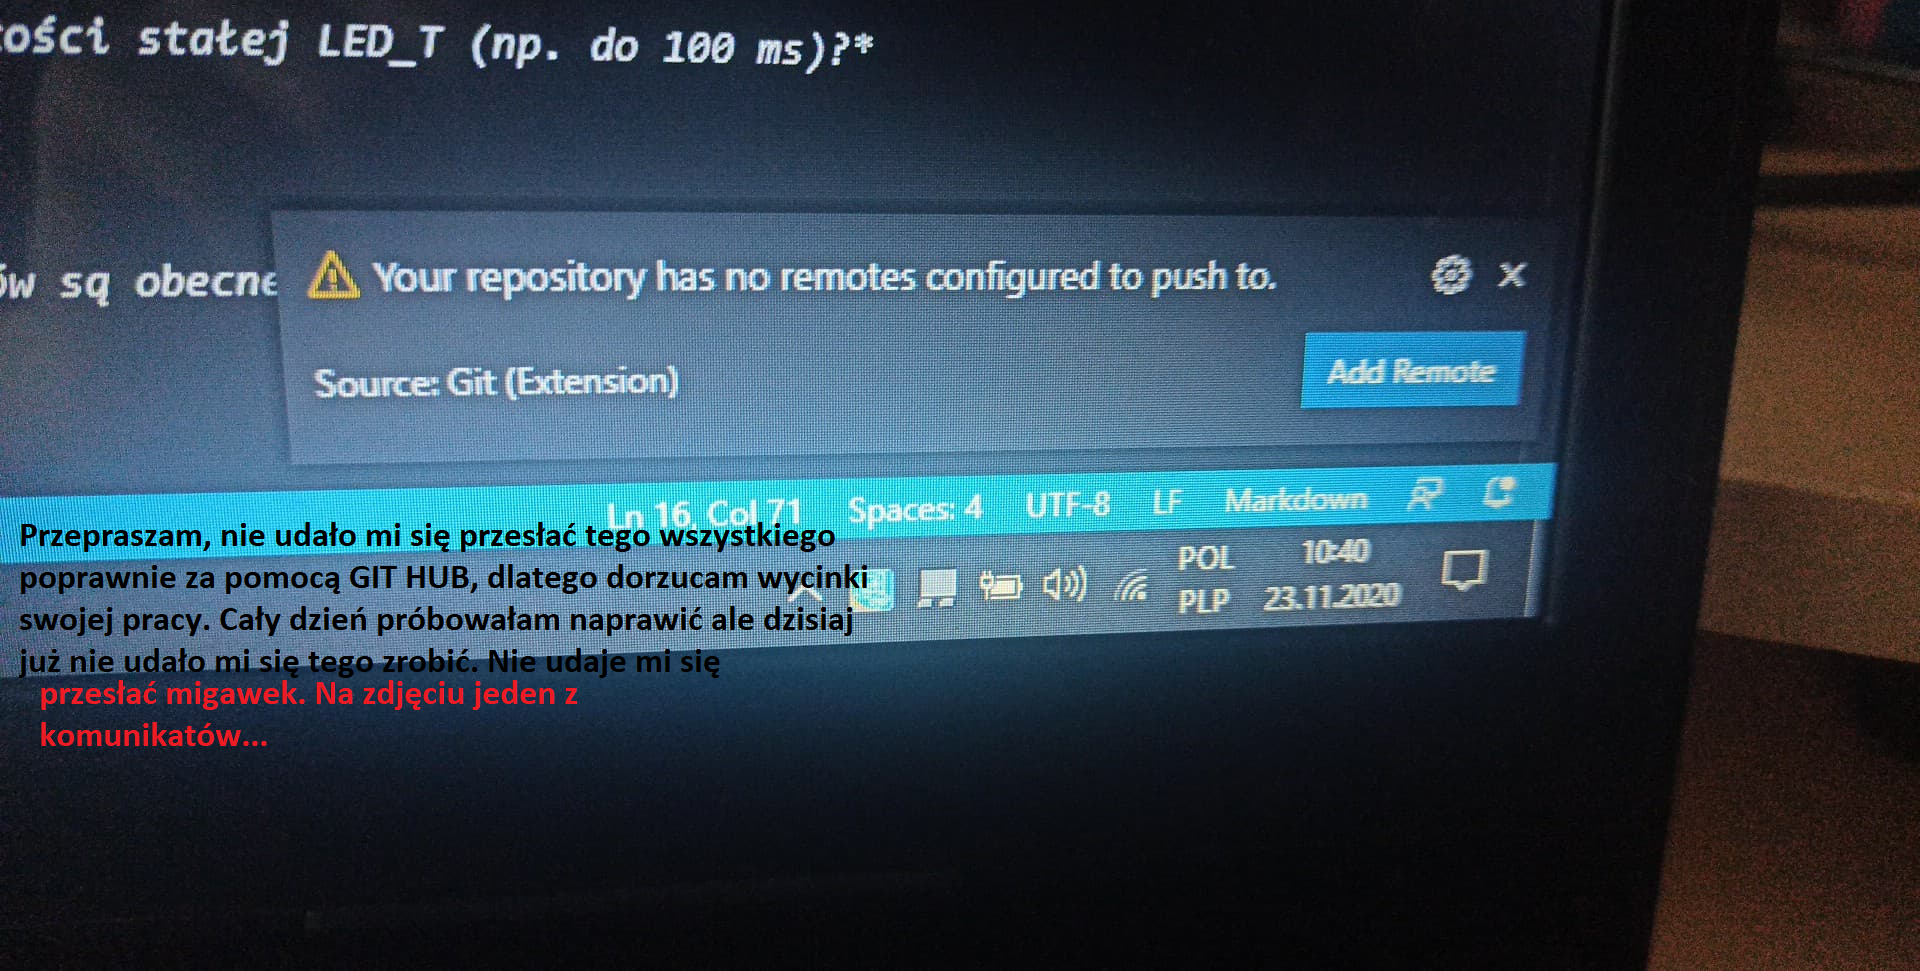 ości stałej LED_T (np. do 100 ms)?*
ów są obecne
Your repository has no remotes configured to push to.
Source: Git (Extension)
Add Remote
Ln 16, Col 71 Spaces: 4 UTF-8 LF Markdown
POL 10:40
PLP 23.11.2020
Przepraszam, nie udało mi się przesłać tego wszystkiego
poprawnie za pomocą GIT HUB, dlatego dorzucam wycinki
swojej pracy. Cały dzień próbowałam naprawić ale dzisiaj
już nie udało mi się tego zrobić. Nie udaje mi się
przesłać migawek. Na zdjęciu jeden z
komunikatów...